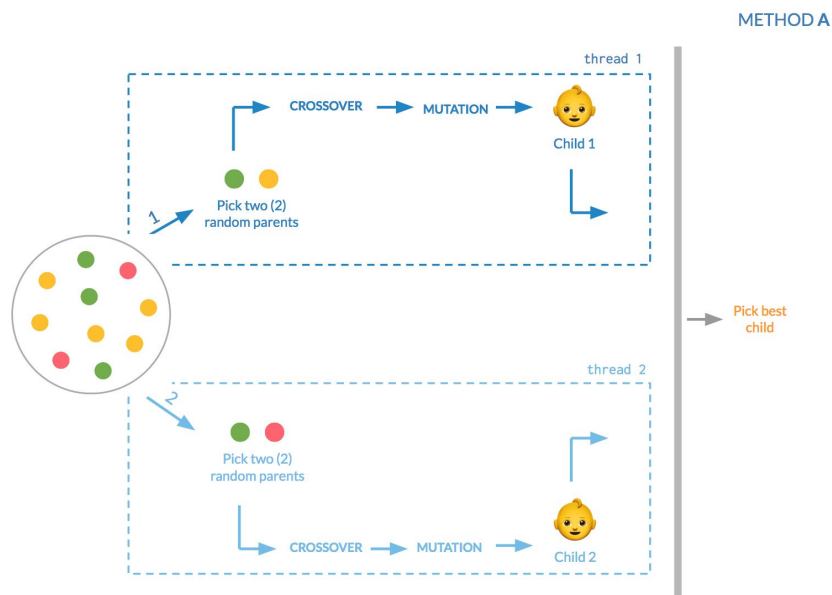 METHOD A
thread 1
CROSSOVER
MUTATION
Child 1
Pick two (2)
random parents
1
Pick best
child
thread 2
2
Pick two (2)
random parents
CROSSOVER
MUTATION
Child 2